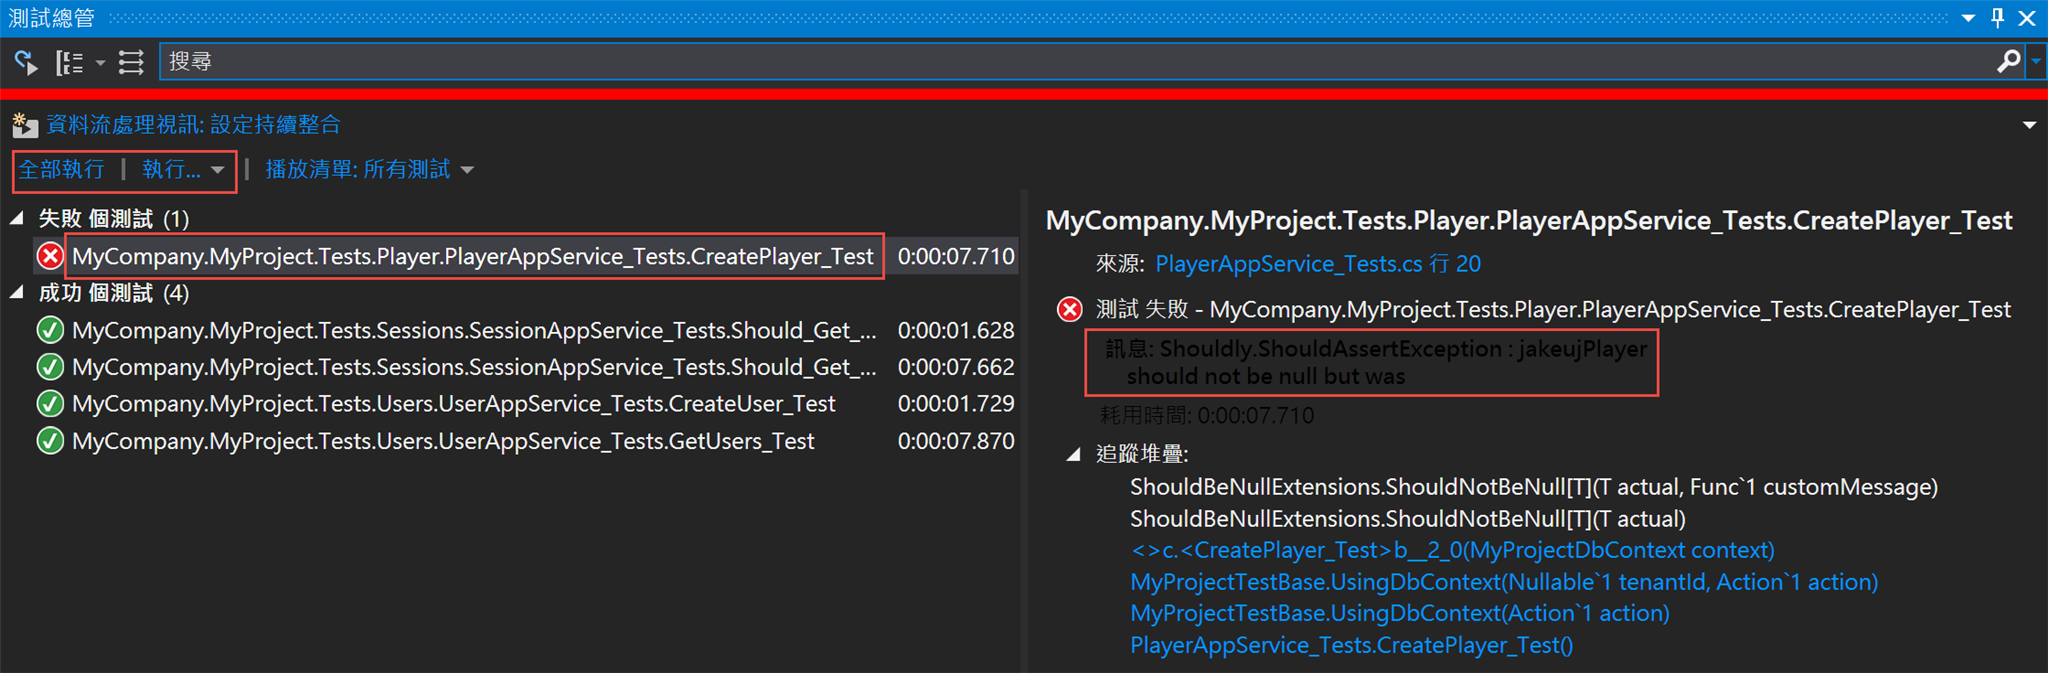 測試總管
搜尋
資料流處理視訊: 設定持續整合
全部執行 | 執行... | 播放清單: 所有測試
失敗 個測試 (1)
MyCompany.MyProject.Tests.Player.PlayerAppService_Tests.CreatePlayer_Test 0:00:07.710
成功 個測試 (4)
MyCompany.MyProject.Tests.Sessions.SessionAppService_Tests.Should_Get_... 0:00:01.628
MyCompany.MyProject.Tests.Sessions.SessionAppService_Tests.Should_Get_... 0:00:07.662
MyCompany.MyProject.Tests.Users.UserAppService_Tests.CreateUser_Test 0:00:01.729
MyCompany.MyProject.Tests.Users.UserAppService_Tests.GetUsers_Test 0:00:07.870
MyCompany.MyProject.Tests.Player.PlayerAppService_Tests.CreatePlayer_Test
來源: PlayerAppService_Tests.cs 行 20
測試 失敗 - MyCompany.MyProject.Tests.Player.PlayerAppService_Tests.CreatePlayer_Test
訊息: Shouldly.ShouldAssertException : jakeujPlayer
should not be null but was
耗用時間: 0:00:07.710
追蹤堆疊:
ShouldBeNullExtensions.ShouldNotBeNull[T](T actual, Func`1 customMessage)
ShouldBeNullExtensions.ShouldNotBeNull[T](T actual)
<>c.<CreatePlayer_Test>b__2_0(MyProjectDbContext context)
MyProjectTestBase.UsingDbContext(Nullable`1 tenantId, Action`1 action)
MyProjectTestBase.UsingDbContext(Action`1 action)
PlayerAppService_Tests.CreatePlayer_Test()